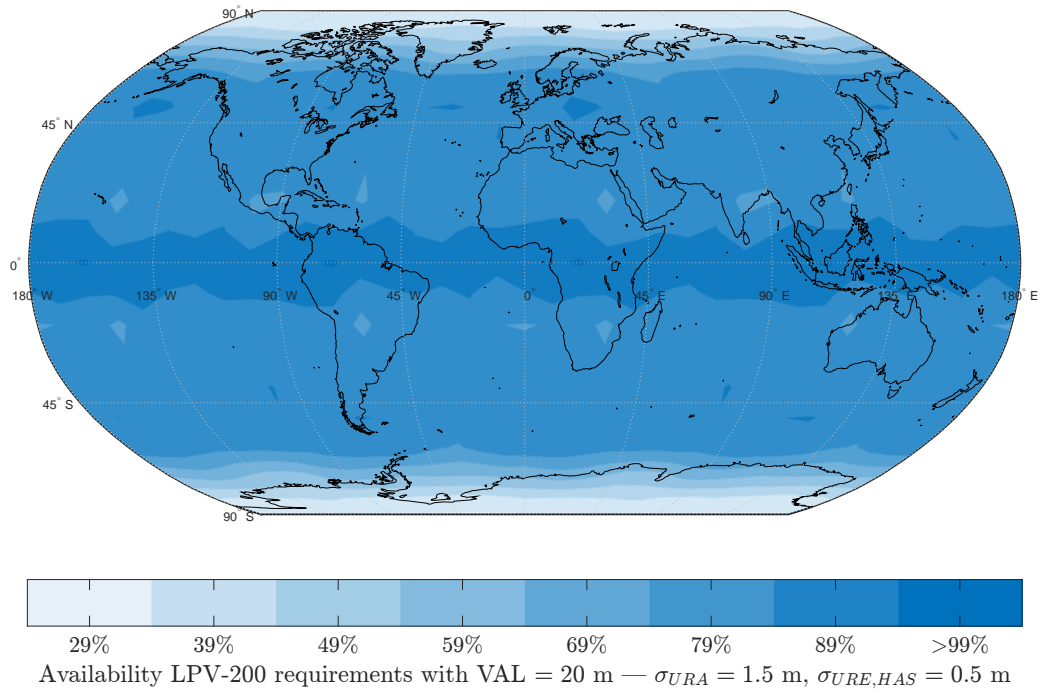 90° N
45° N
0°
180° W 135° W 90° W 45° W 0° 45° E 90° E 135° E 180° E
45° S
90° S
29% 39% 49% 59% 69% 79% 89% >99%
Availability LPV-200 requirements with VAL = 20 m — σURA = 1.5 m, σURE,HAS = 0.5 m